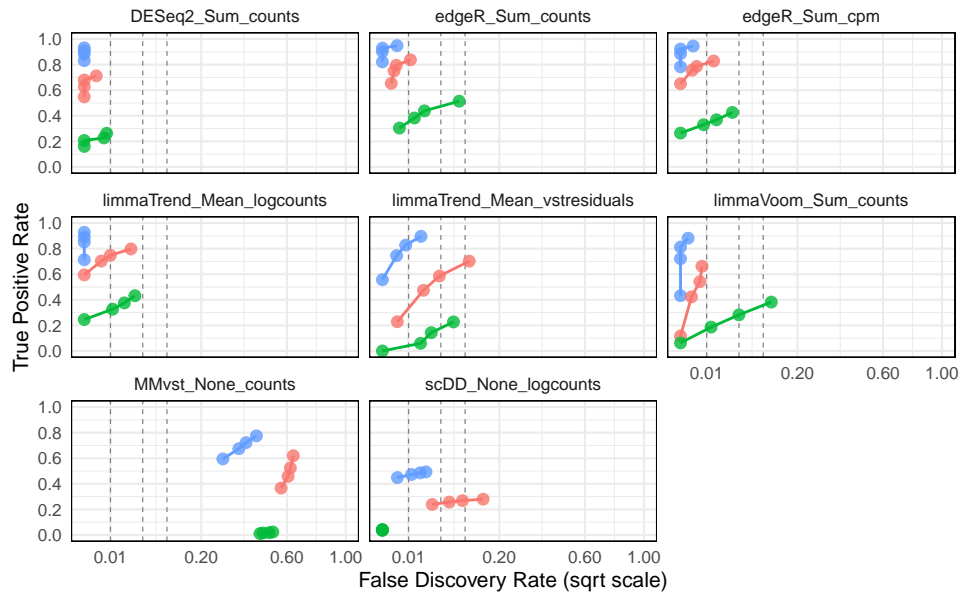 DESeq2_Sum_counts edgeR_Sum_counts edgeR_Sum_cpm
1.0
0.8
0.6
0.4
0.2
0.0
limmaTrend_Mean_logcounts limmaTrend_Mean_vstresiduals limmaVoom_Sum_counts
True Positive Rate
1.0
0.8
0.6
0.4
0.2
0.0
0.01 0.20 0.60 1.00
MMvst_None_counts scDD_None_logcounts
1.0
0.8
0.6
0.4
0.2
0.0
0.01 0.20 0.60 1.00 0.01 0.20 0.60 1.00
False Discovery Rate (sqrt scale)